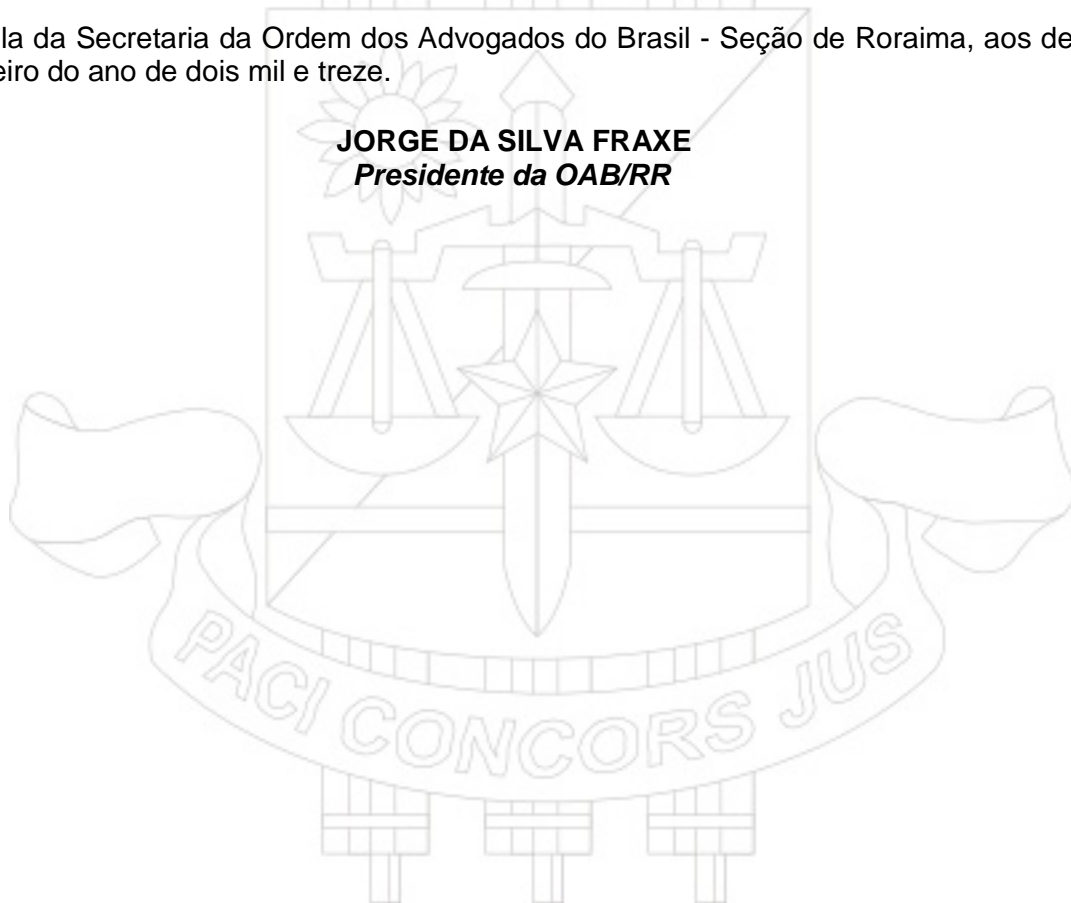 la da Secretaria da Ordem dos Advogados do Brasil - Seção de Roraima, aos de
eiro do ano de dois mil e treze.
JORGE DA SILVA FRAXE
Presidente da OAB/RR
PACI CONCORS JUS